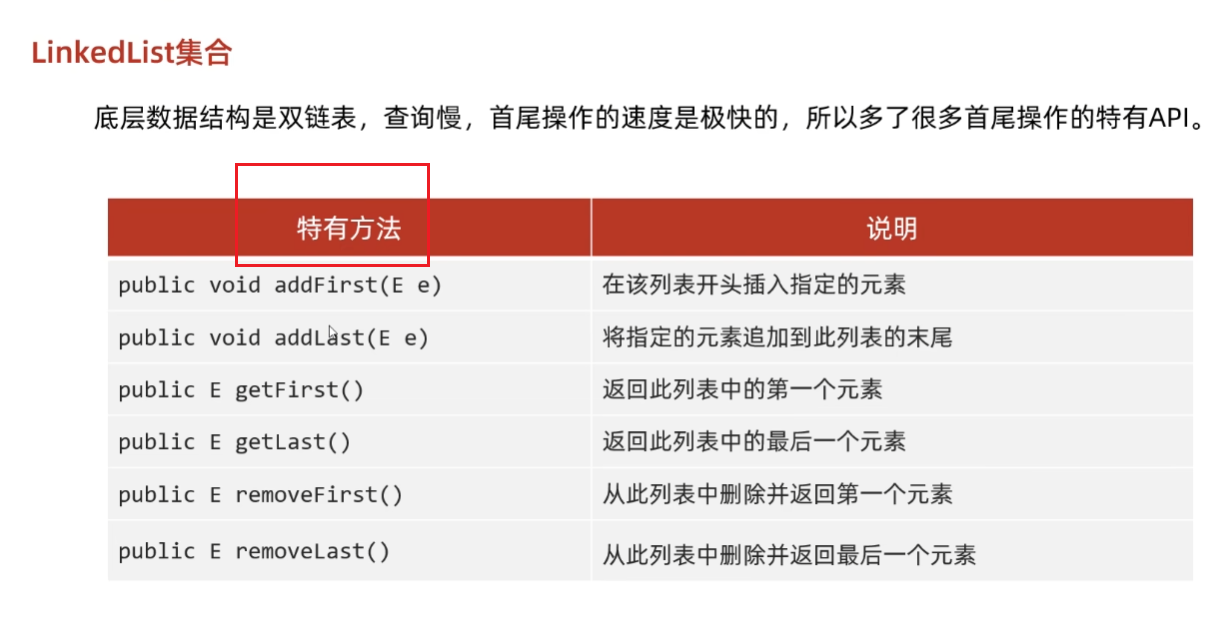 LinkedList集合
底层数据结构是双链表，查询慢，首尾操作的速度是极快的，所以多了很多首尾操作的特有API。
特有方法 说明
public void addFirst(E e) 在该列表开头插入指定的元素
public void addLast(E e) 将指定的元素追加到此列表的末尾
public E getFirst() 返回此列表中的第一个元素
public E getLast() 返回此列表中的最后一个元素
public E removeFirst() 从此列表中删除并返回第一个元素
public E removeLast() 从此列表中删除并返回最后一个元素